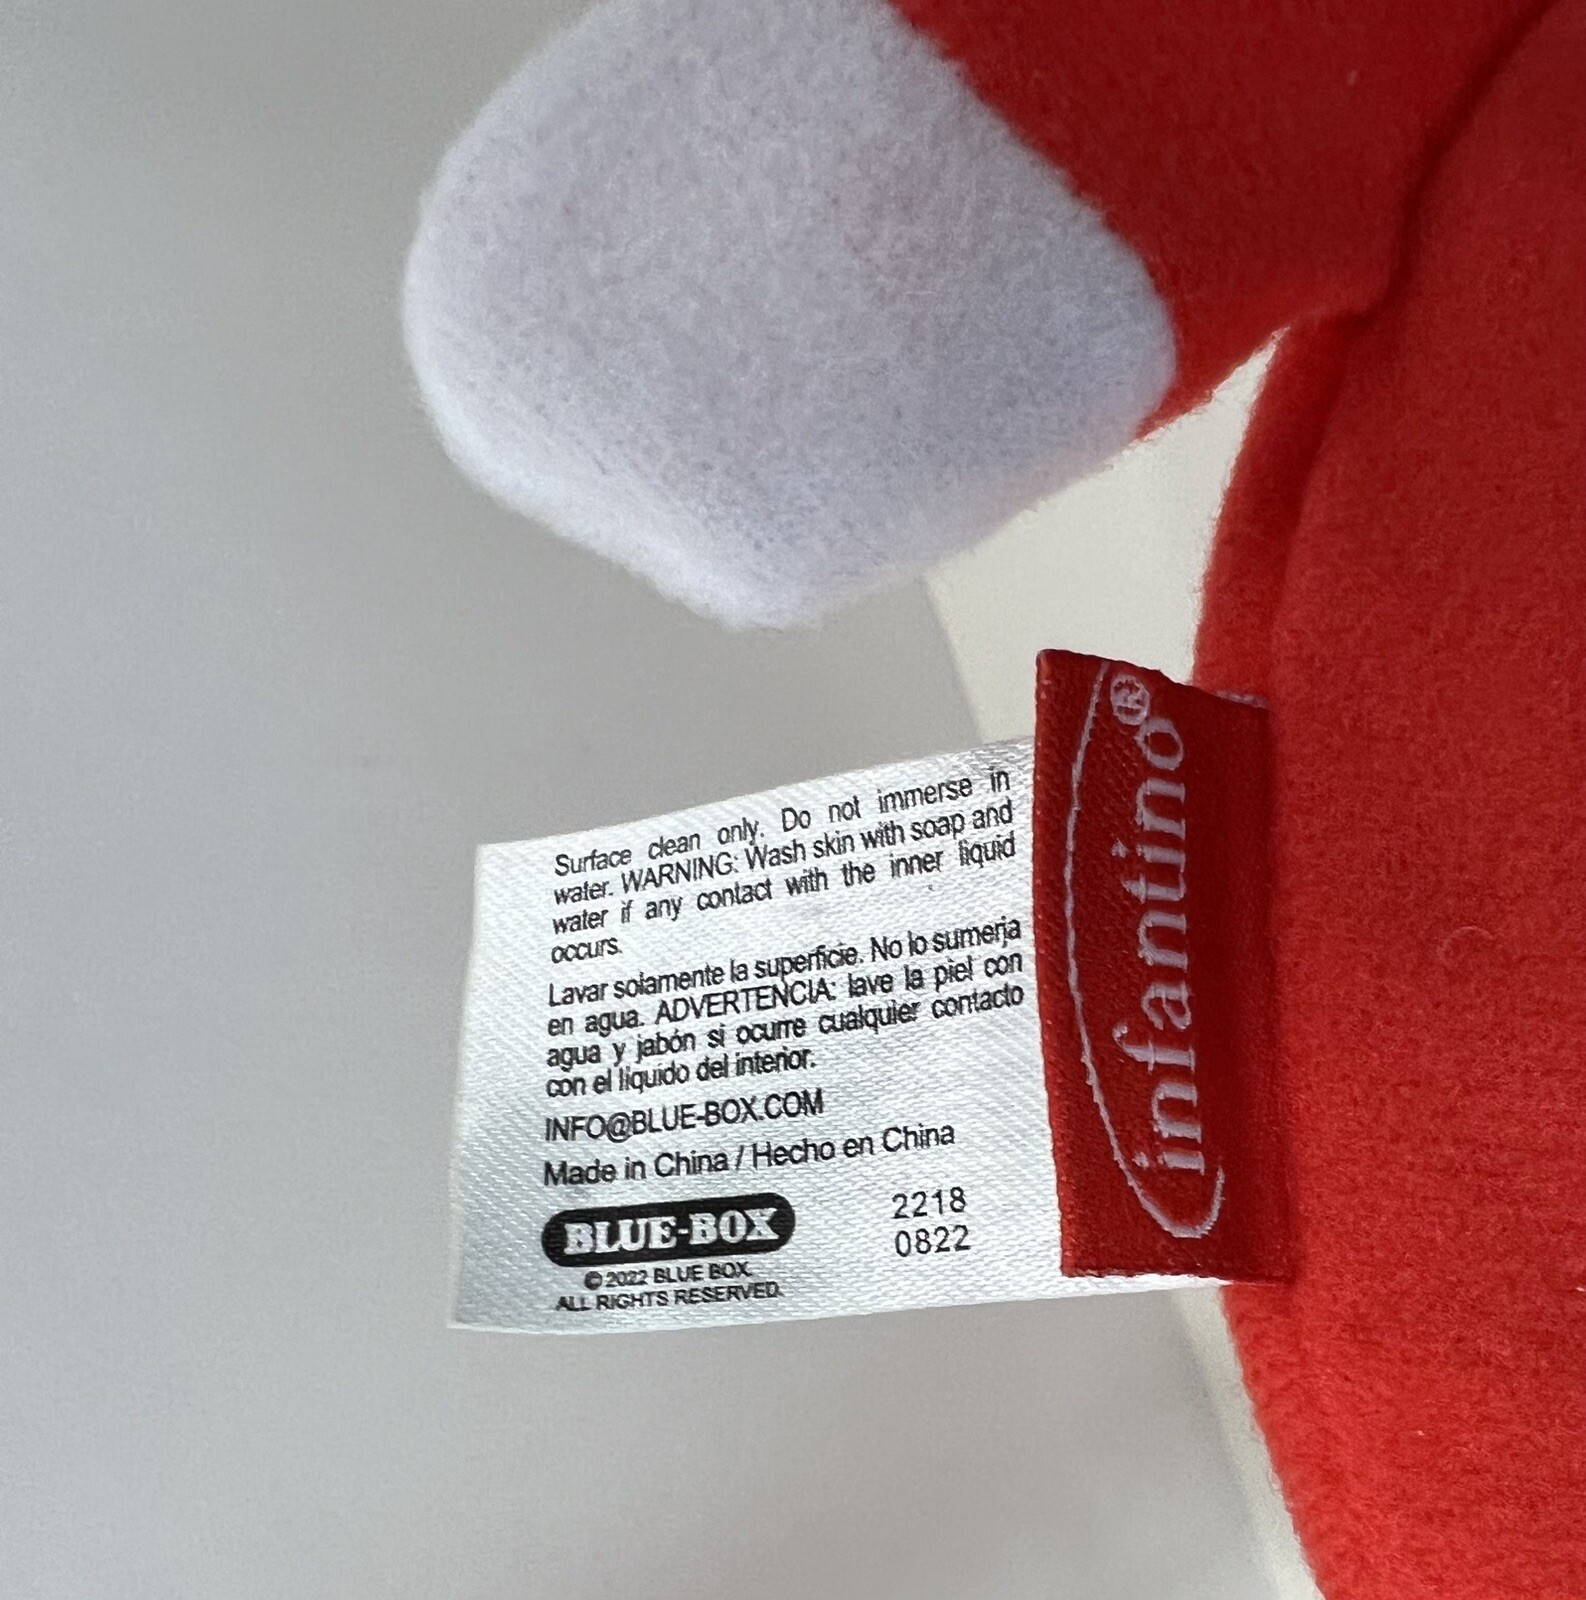 Surface clean only. Do not immerse in
water. WARNING: Wash skin with soap and
water if any contact with the inner liquid
occurs.
Lavar solamente la superficie. No lo sumerja
en agua. ADVERTENCIA: lave la piel con
agua y jabón si ocurre cualquier contacto
con el líquido del interior.
INFO@BLUE-BOX.COM
Made in China / Hecho en China
BLUE-BOX
2218
0822
© 2022 BLUE BOX.
ALL RIGHTS RESERVED.
infantino®